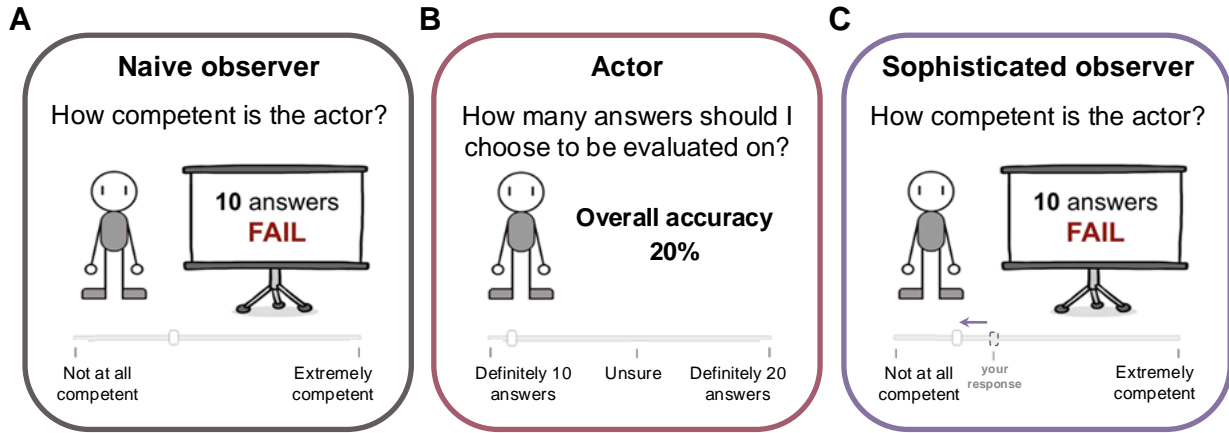 A
Naive observer
How competent is the actor?
10 answers
FAIL
Not at all
competent
Extremely
competent
B
Actor
How many answers should I
choose to be evaluated on?
Overall accuracy
20%
Definitely 10
answers
Unsure
Definitely 20
answers
C
Sophisticated observer
How competent is the actor?
10 answers
FAIL
Not at all
competent
your
response
Extremely
competent